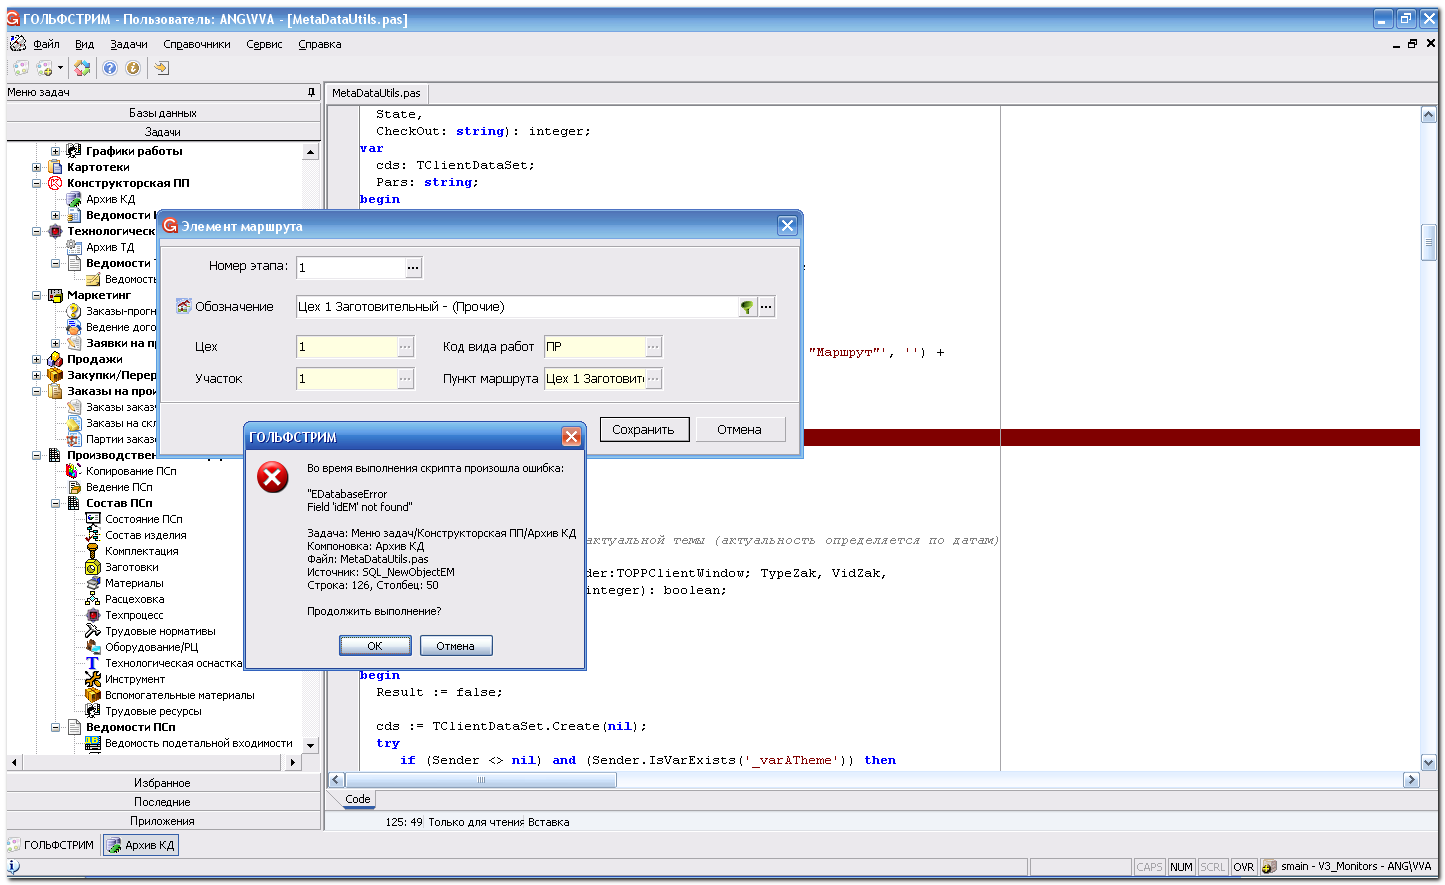 ГОЛЬФСТРИМ - Пользователь: ANG\VVA - [MetaDataUtils.pas]
Файл Вид Задачи Справочники Сервис Справка
Меню задач
Базы данных
Задачи
Графики работы
Картотеки
Конструкторская ПП
Архив КД
Ведомости
Технологическ
Архив ТД
Ведомости
Ведомость
Маркетинг
Заказы-прогн
Ведение дого
Заявки на п
Продажи
Закупки/Перер
Заказы на прои
Заказы заказ
Заказы на скл
Партии заказ
Производствен
Копирование ПСп
Ведение ПСп
Состав ПСп
Состояние ПСп
Состав изделия
Комплектация
Заготовки
Материалы
Расцеховка
Техпроцесс
Трудовые нормативы
Оборудование/РЦ
Технологическая оснастка
Инструмент
Вспомогательные материалы
Трудовые ресурсы
Ведомости ПСп
Ведомость подетальной входимости
Избранное
Последние
Приложения
MetaDataUtils.pas
State,
CheckOut: string): integer;
var
cds: TClientDataSet;
Pars: string;
begin
;
"Маршрут"', '') +
актуальной темы (актуальность определяется по датам)
der:TOPPClientWindow; TypeZak, VidZak,
integer): boolean;
begin
Result := false;
cds := TClientDataSet.Create(nil);
try
if (Sender <> nil) and (Sender.IsVarExists('_varATheme')) then
Code
125: 49 Только для чтения Вставка
Элемент маршрута
Номер этапа: 1 ...
Обозначение Цех 1 Заготовительный - (Прочие) ...
Цех 1 ... Код вида работ ПР ...
Участок 1 ... Пункт маршрута Цех 1 Заготовит ...
Сохранить Отмена
ГОЛЬФСТРИМ
Во время выполнения скрипта произошла ошибка:
"EDatabaseError
Field 'idEM' not found"
Задача: Меню задач/Конструкторская ПП/Архив КД
Компоновка: Архив КД
Файл: MetaDataUtils.pas
Источник: SQL_NewObjectEM
Строка: 126, Столбец: 50
Продолжить выполнение?
OK Отмена
ГОЛЬФСТРИМ Архив КД
CAPS NUM SCRL OVR smain - V3_Monitors - ANG\VVA